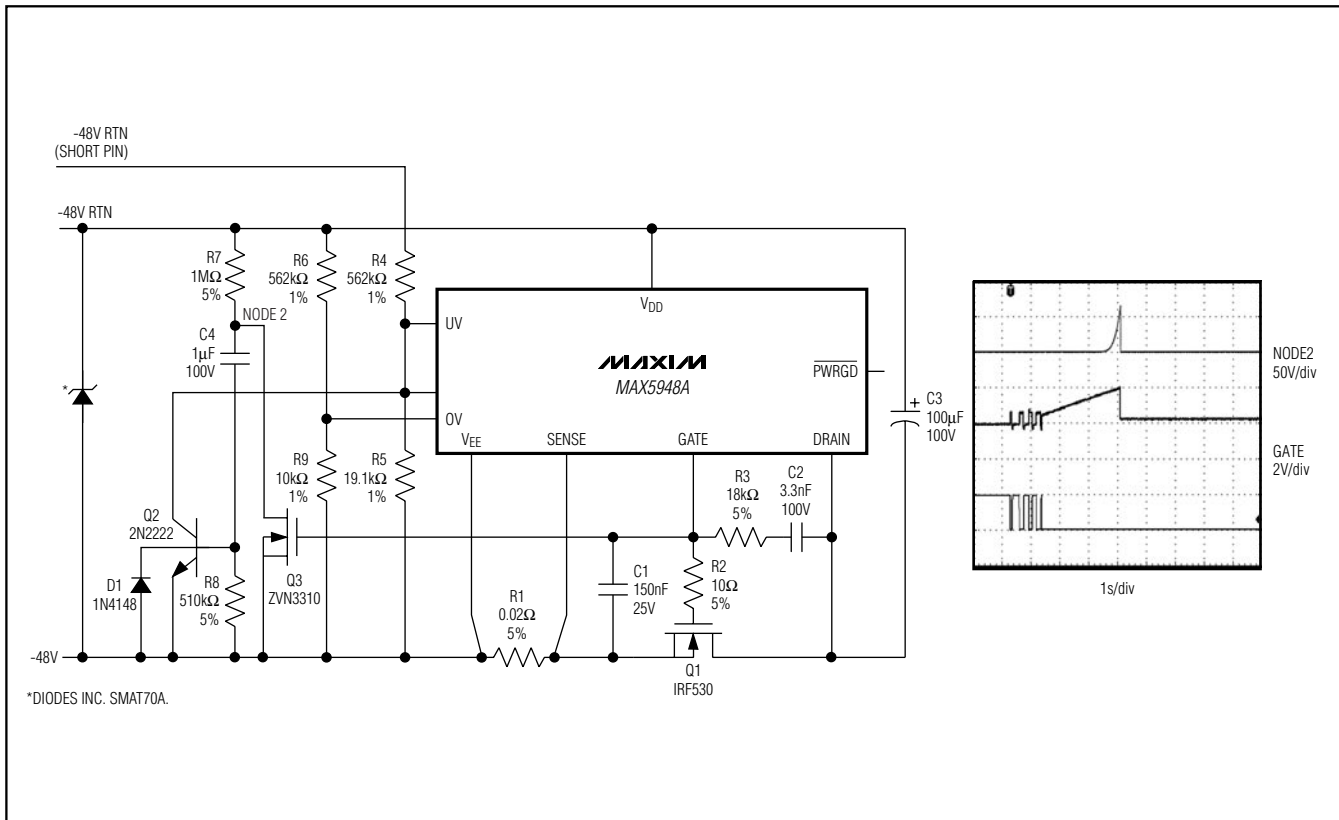 -48V RTN
(SHORT PIN)
-48V RTN
R7
1MΩ
5%
R6
562kΩ
1%
R4
562kΩ
1%
NODE 2
C4
1µF
100V
*
UV
OV
VDD
MAXIM
MAX5948A
PWRGD
VEE
SENSE
GATE
DRAIN
C3
+
100µF
100V
R9
10kΩ
1%
R5
19.1kΩ
1%
R3
18kΩ
5%
C2
3.3nF
100V
Q2
2N2222
D1
1N4148
R8
510kΩ
5%
Q3
ZVN3310
C1
150nF
25V
R2
10Ω
5%
R1
0.02Ω
5%
-48V
Q1
IRF530
*DIODES INC. SMAT70A.
NODE2
50V/div
GATE
2V/div
1s/div